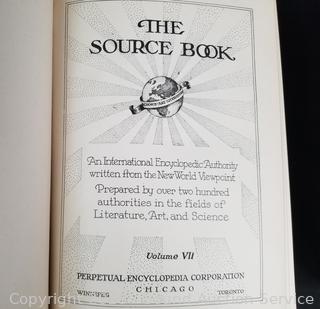 THE
SOURCE BOOK
An International Encyclopedic Authority
written from the New World Viewpoint
Prepared by over two hundred
authorities in the fields of
Literature, Art, and Science
Volume VII
PERPETUAL ENCYCLOPEDIA CORPORATION
CHICAGO
WINNIPEG TORONTO